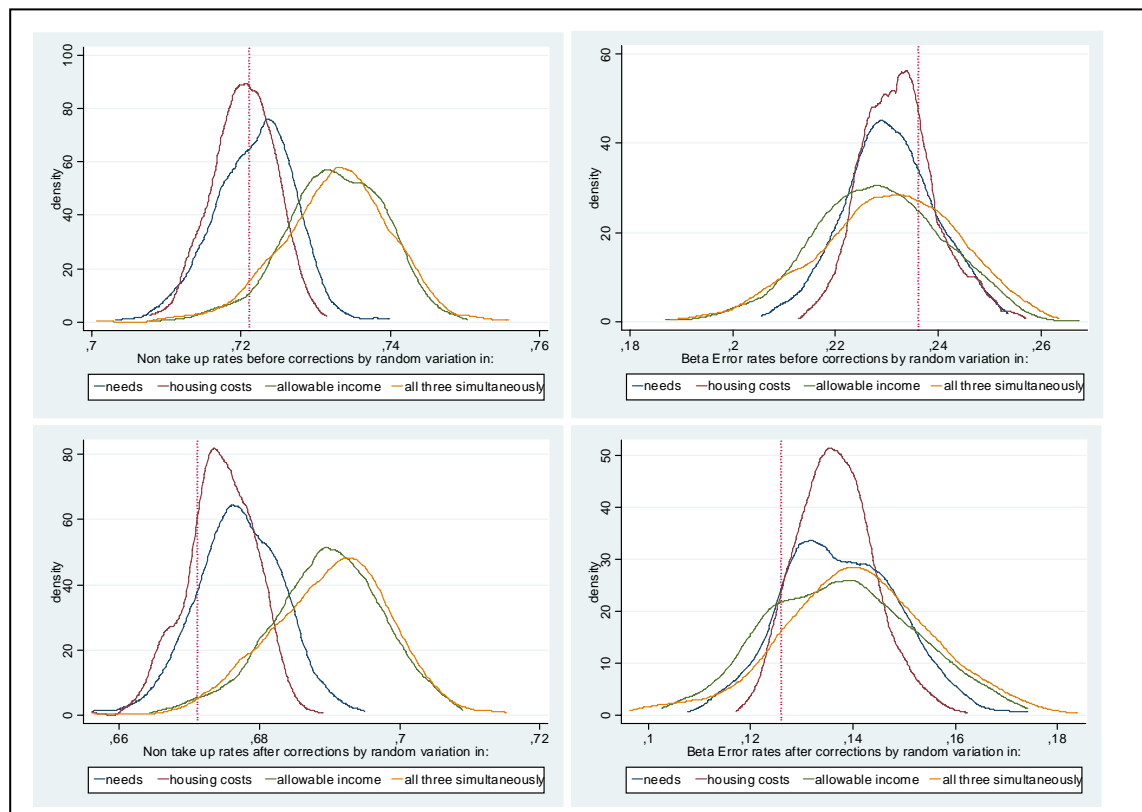 density
0 20 40 60 80 100
,7 ,72 ,74 ,76
Non take up rates before corrections by random variation in:
needs housing costs allowable income all three simultaneously
density
0 20 40 60
,18 ,2 ,22 ,24 ,26
Beta Error rates before corrections by random variation in:
needs housing costs allowable income all three simultaneously
density
0 20 40 60 80
,66 ,68 ,7 ,72
Non take up rates after corrections by random variation in:
needs housing costs allowable income all three simultaneously
density
0 10 20 30 40 50
,1 ,12 ,14 ,16 ,18
Beta Error rates after corrections by random variation in:
needs housing costs allowable income all three simultaneously